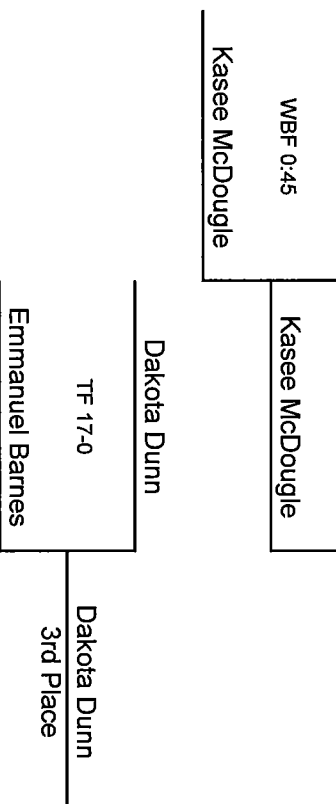 WBF 0:45
Kasee McDougle
Kasee McDougle
Dakota Dunn
TF 17-0
Emmanuel Barnes
Dakota Dunn
3rd Place